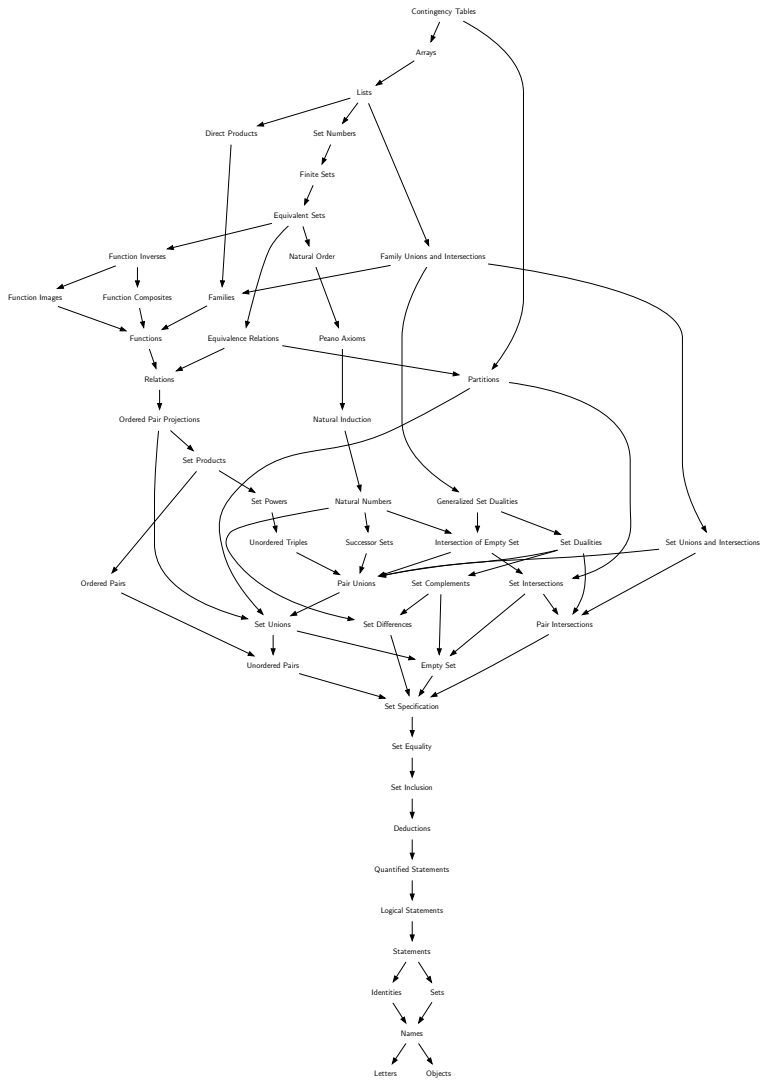 Contingency Tables
Arrays
Lists
Direct Products
Set Numbers
Finite Sets
Equivalent Sets
Function Inverses
Natural Order
Family Unions and Intersections
Function Images
Function Composites
Families
Functions
Equivalence Relations
Peano Axioms
Relations
Partitions
Ordered Pair Projections
Natural Induction
Set Products
Set Powers
Natural Numbers
Generalized Set Dualities
Unordered Triples
Successor Sets
Intersection of Empty Set
Set Dualities
Set Unions and Intersections
Ordered Pairs
Pair Unions
Set Complements
Set Intersections
Set Unions
Set Differences
Pair Intersections
Unordered Pairs
Empty Set
Set Specification
Set Equality
Set Inclusion
Deductions
Quantified Statements
Logical Statements
Statements
Identities
Sets
Names
Letters
Objects